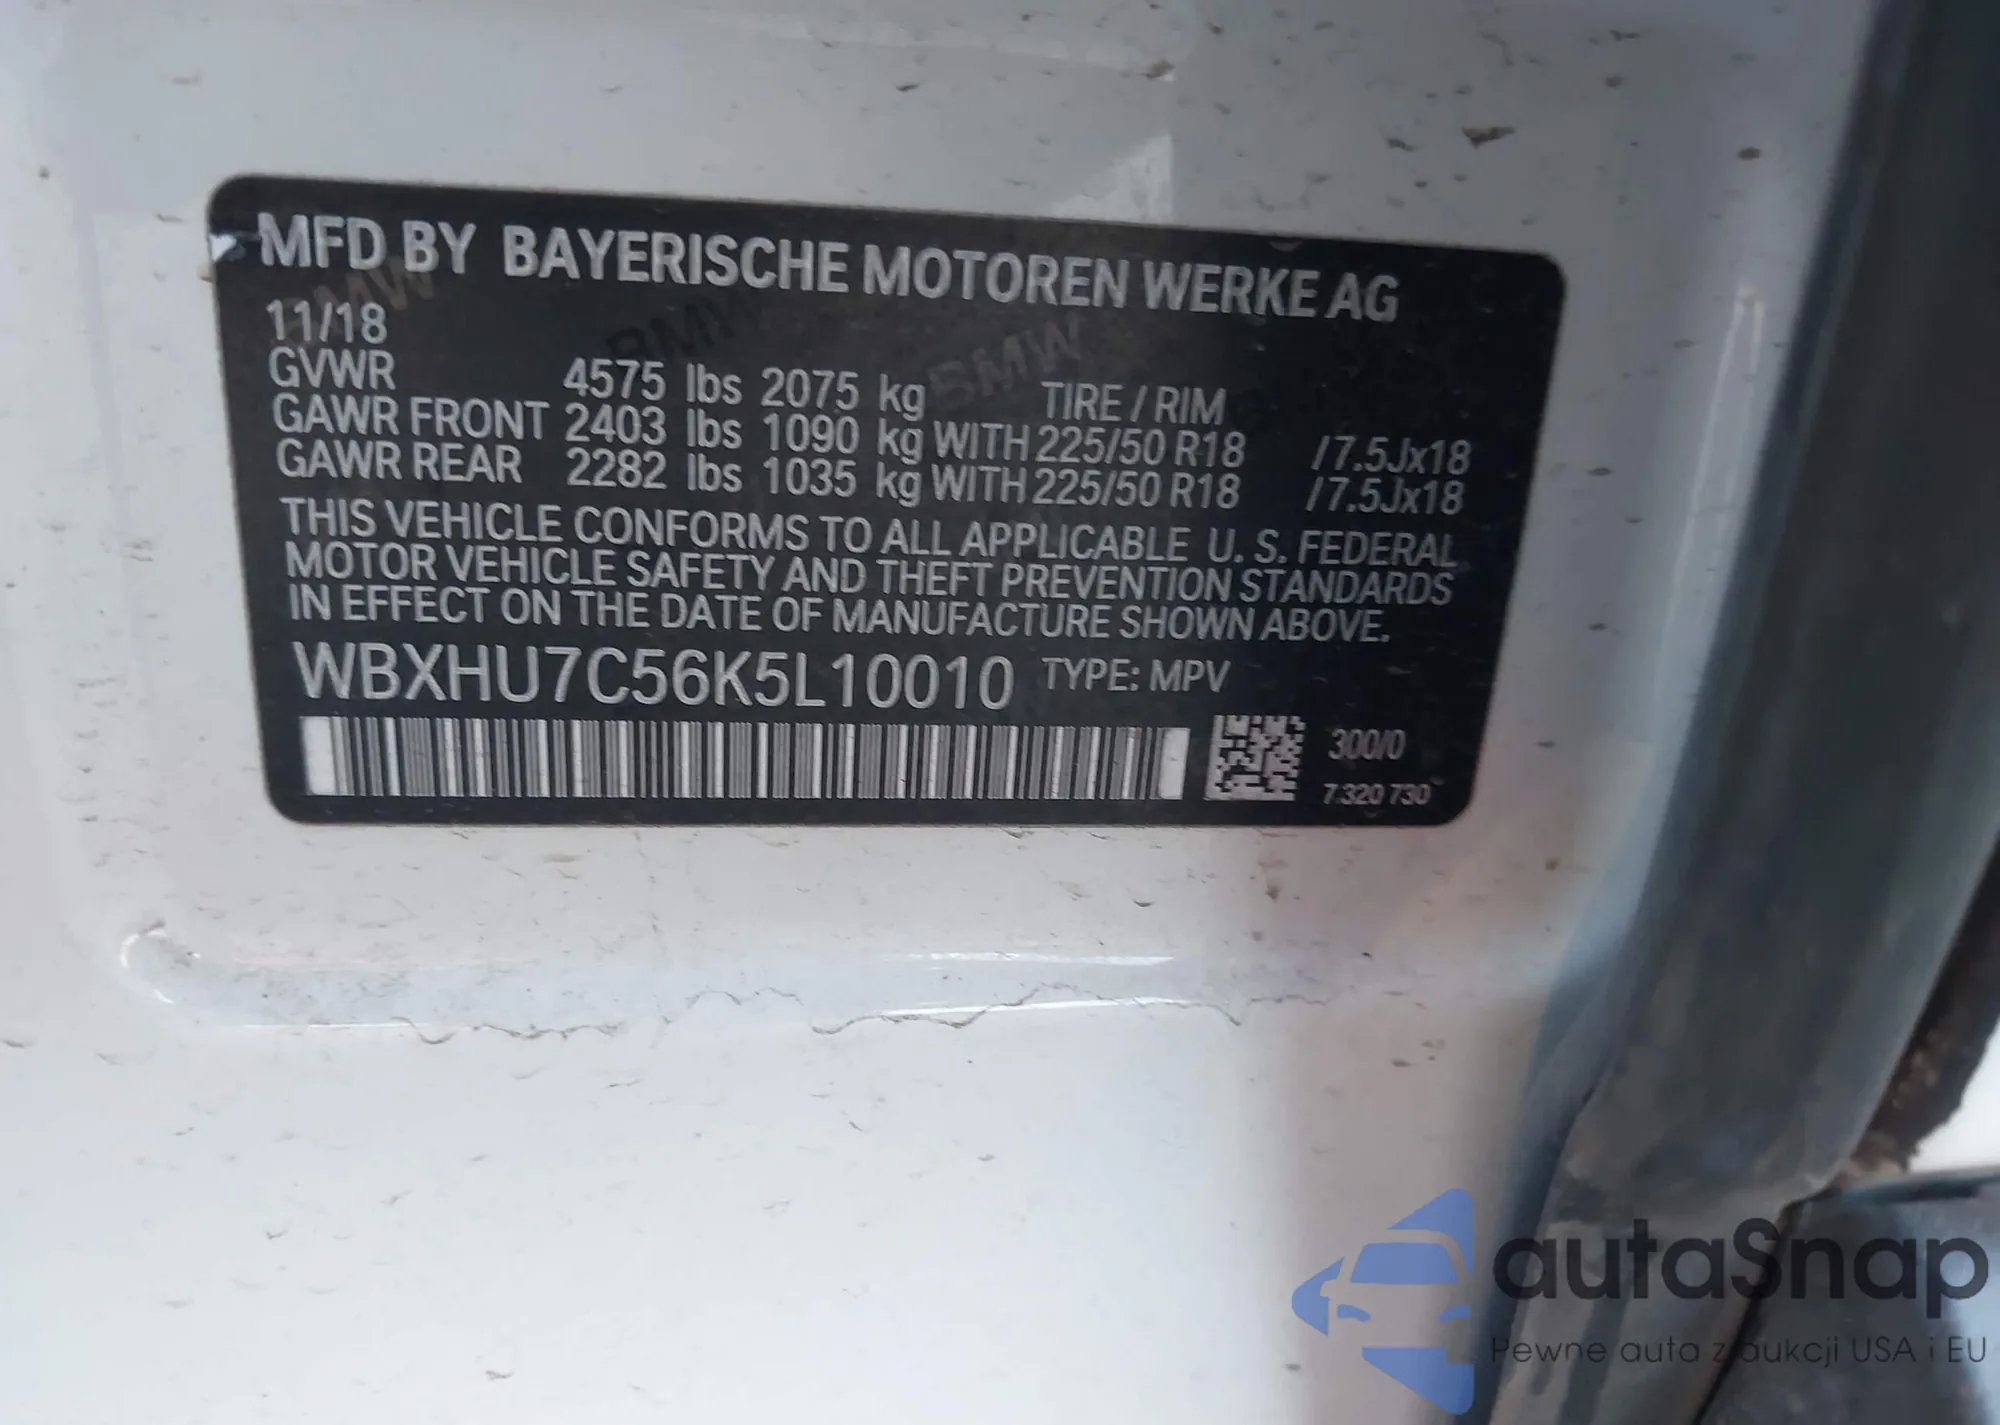 MFD BY BAYERISCHE MOTOREN WERKE AG
11/18
GVWR 4575 lbs 2075 kg TIRE / RIM
GAWR FRONT 2403 lbs 1090 kg WITH 225/50 R18 /7.5Jx18
GAWR REAR 2282 lbs 1035 kg WITH 225/50 R18 /7.5Jx18
THIS VEHICLE CONFORMS TO ALL APPLICABLE U. S. FEDERAL
MOTOR VEHICLE SAFETY AND THEFT PREVENTION STANDARDS
IN EFFECT ON THE DATE OF MANUFACTURE SHOWN ABOVE.
WBXHU7C56K5L10010 TYPE: MPV
300/0
7 320 730
autaSnap
Pewne auta z aukcji USA i EU